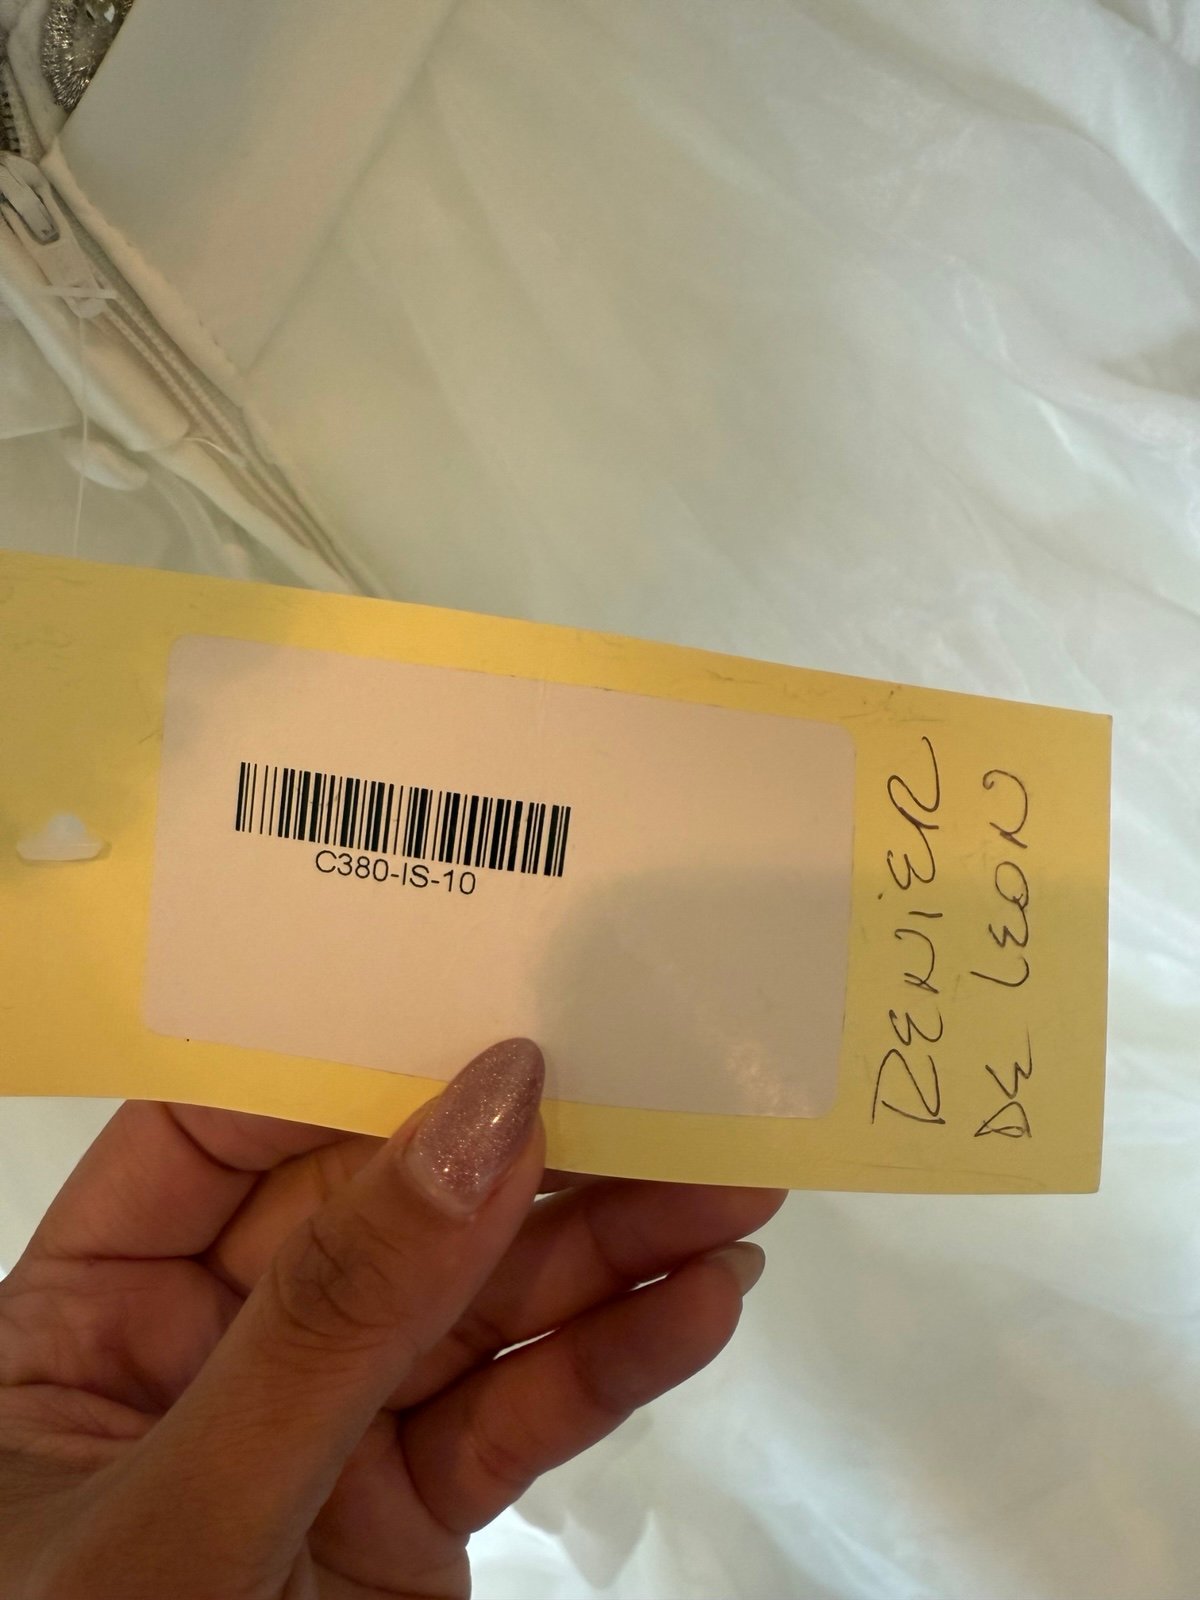 C380-IS-10
RENIER
DE LEON